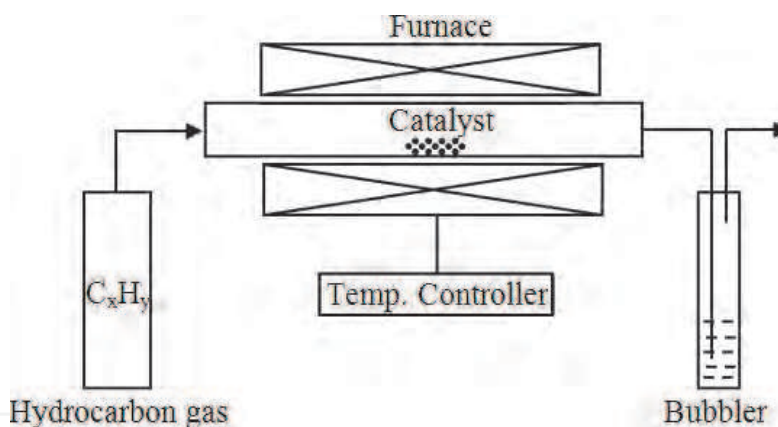 Furnace
Catalyst
CxHy
Temp. Controller
Hydrocarbon gas
Bubbler